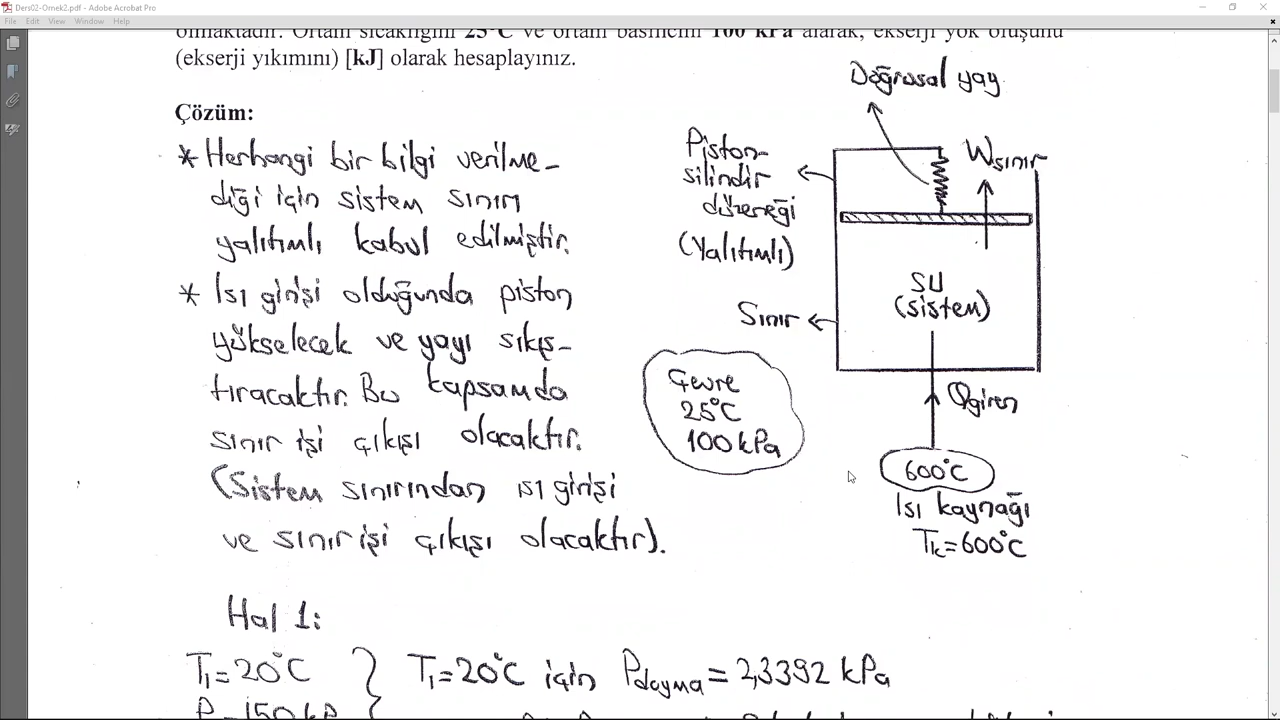 Ders02-Ornek2.pdf - Adobe Acrobat Pro
File Edit View Window Help
olmaktadır. Ortam sıcaklığını 25°C ve ortam basıncını 100 kPa alarak, ekserji yok oluşunu
(ekserji yıkımını) [kJ] olarak hesaplayınız.
Çözüm:
* Herhangi bir bilgi verilme-
diği için sistem sınırı
yalıtımlı kabul edilmiştir.
* Isı girişi olduğunda piston
yükselecek ve yayı sıkış-
tıracaktır. Bu kapsamda
sınır işi çıkışı olacaktır.
(Sistem sınırından ısı girişi
ve sınır işi çıkışı olacaktır).
Doğrusal yay
Piston-
silindir
düzeneği
(Yalıtımlı)
Wsınır
SU
(sistem)
Sınır
Çevre
25°C
100 kPa
Qgiren
600°C
Isı kaynağı
Tk=600°C
Hal 1:
T1=20°C
T1=20°C için Pdoyma = 2,3392 kPa
P =150 kP